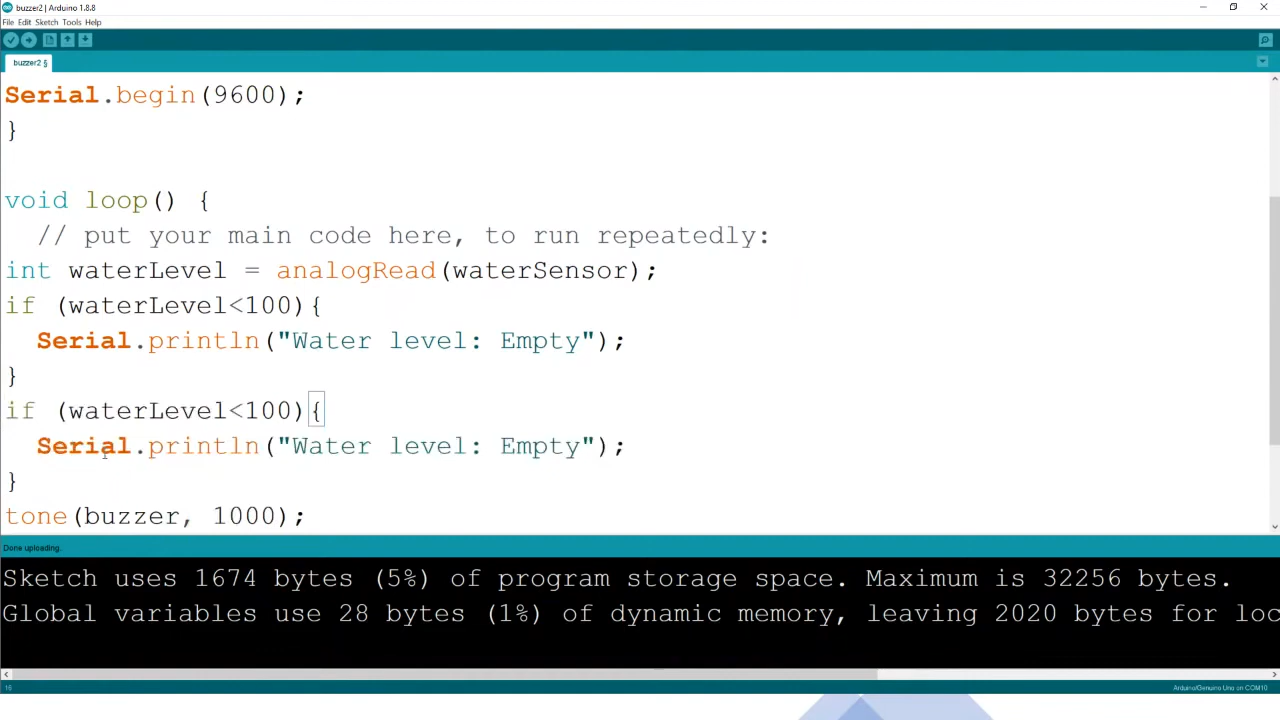 buzzer2 | Arduino 1.8.8
File Edit Sketch Tools Help
buzzer2 §
Serial.begin(9600);
}
void loop() {
// put your main code here, to run repeatedly:
int waterLevel = analogRead(waterSensor);
if (waterLevel<100){
Serial.println("Water level: Empty");
}
if (waterLevel<100){
Serial.println("Water level: Empty");
}
tone(buzzer, 1000);
Done uploading.
Sketch uses 1674 bytes (5%) of program storage space. Maximum is 32256 bytes.
Global variables use 28 bytes (1%) of dynamic memory, leaving 2020 bytes for loc
16
Arduino/Genuino Uno on COM10